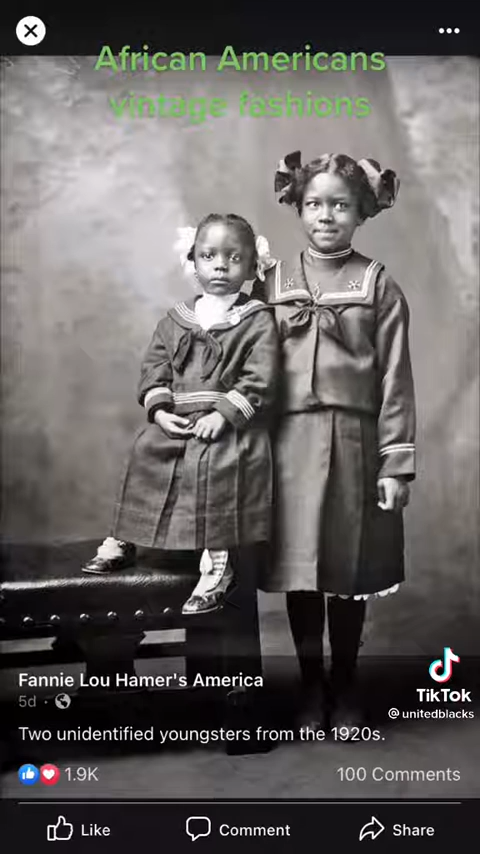 African Americans
vintage fashions
Fannie Lou Hamer's America
5d ·
TikTok
@unitedblacks
Two unidentified youngsters from the 1920s.
1.9K
100 Comments
Like
Comment
Share